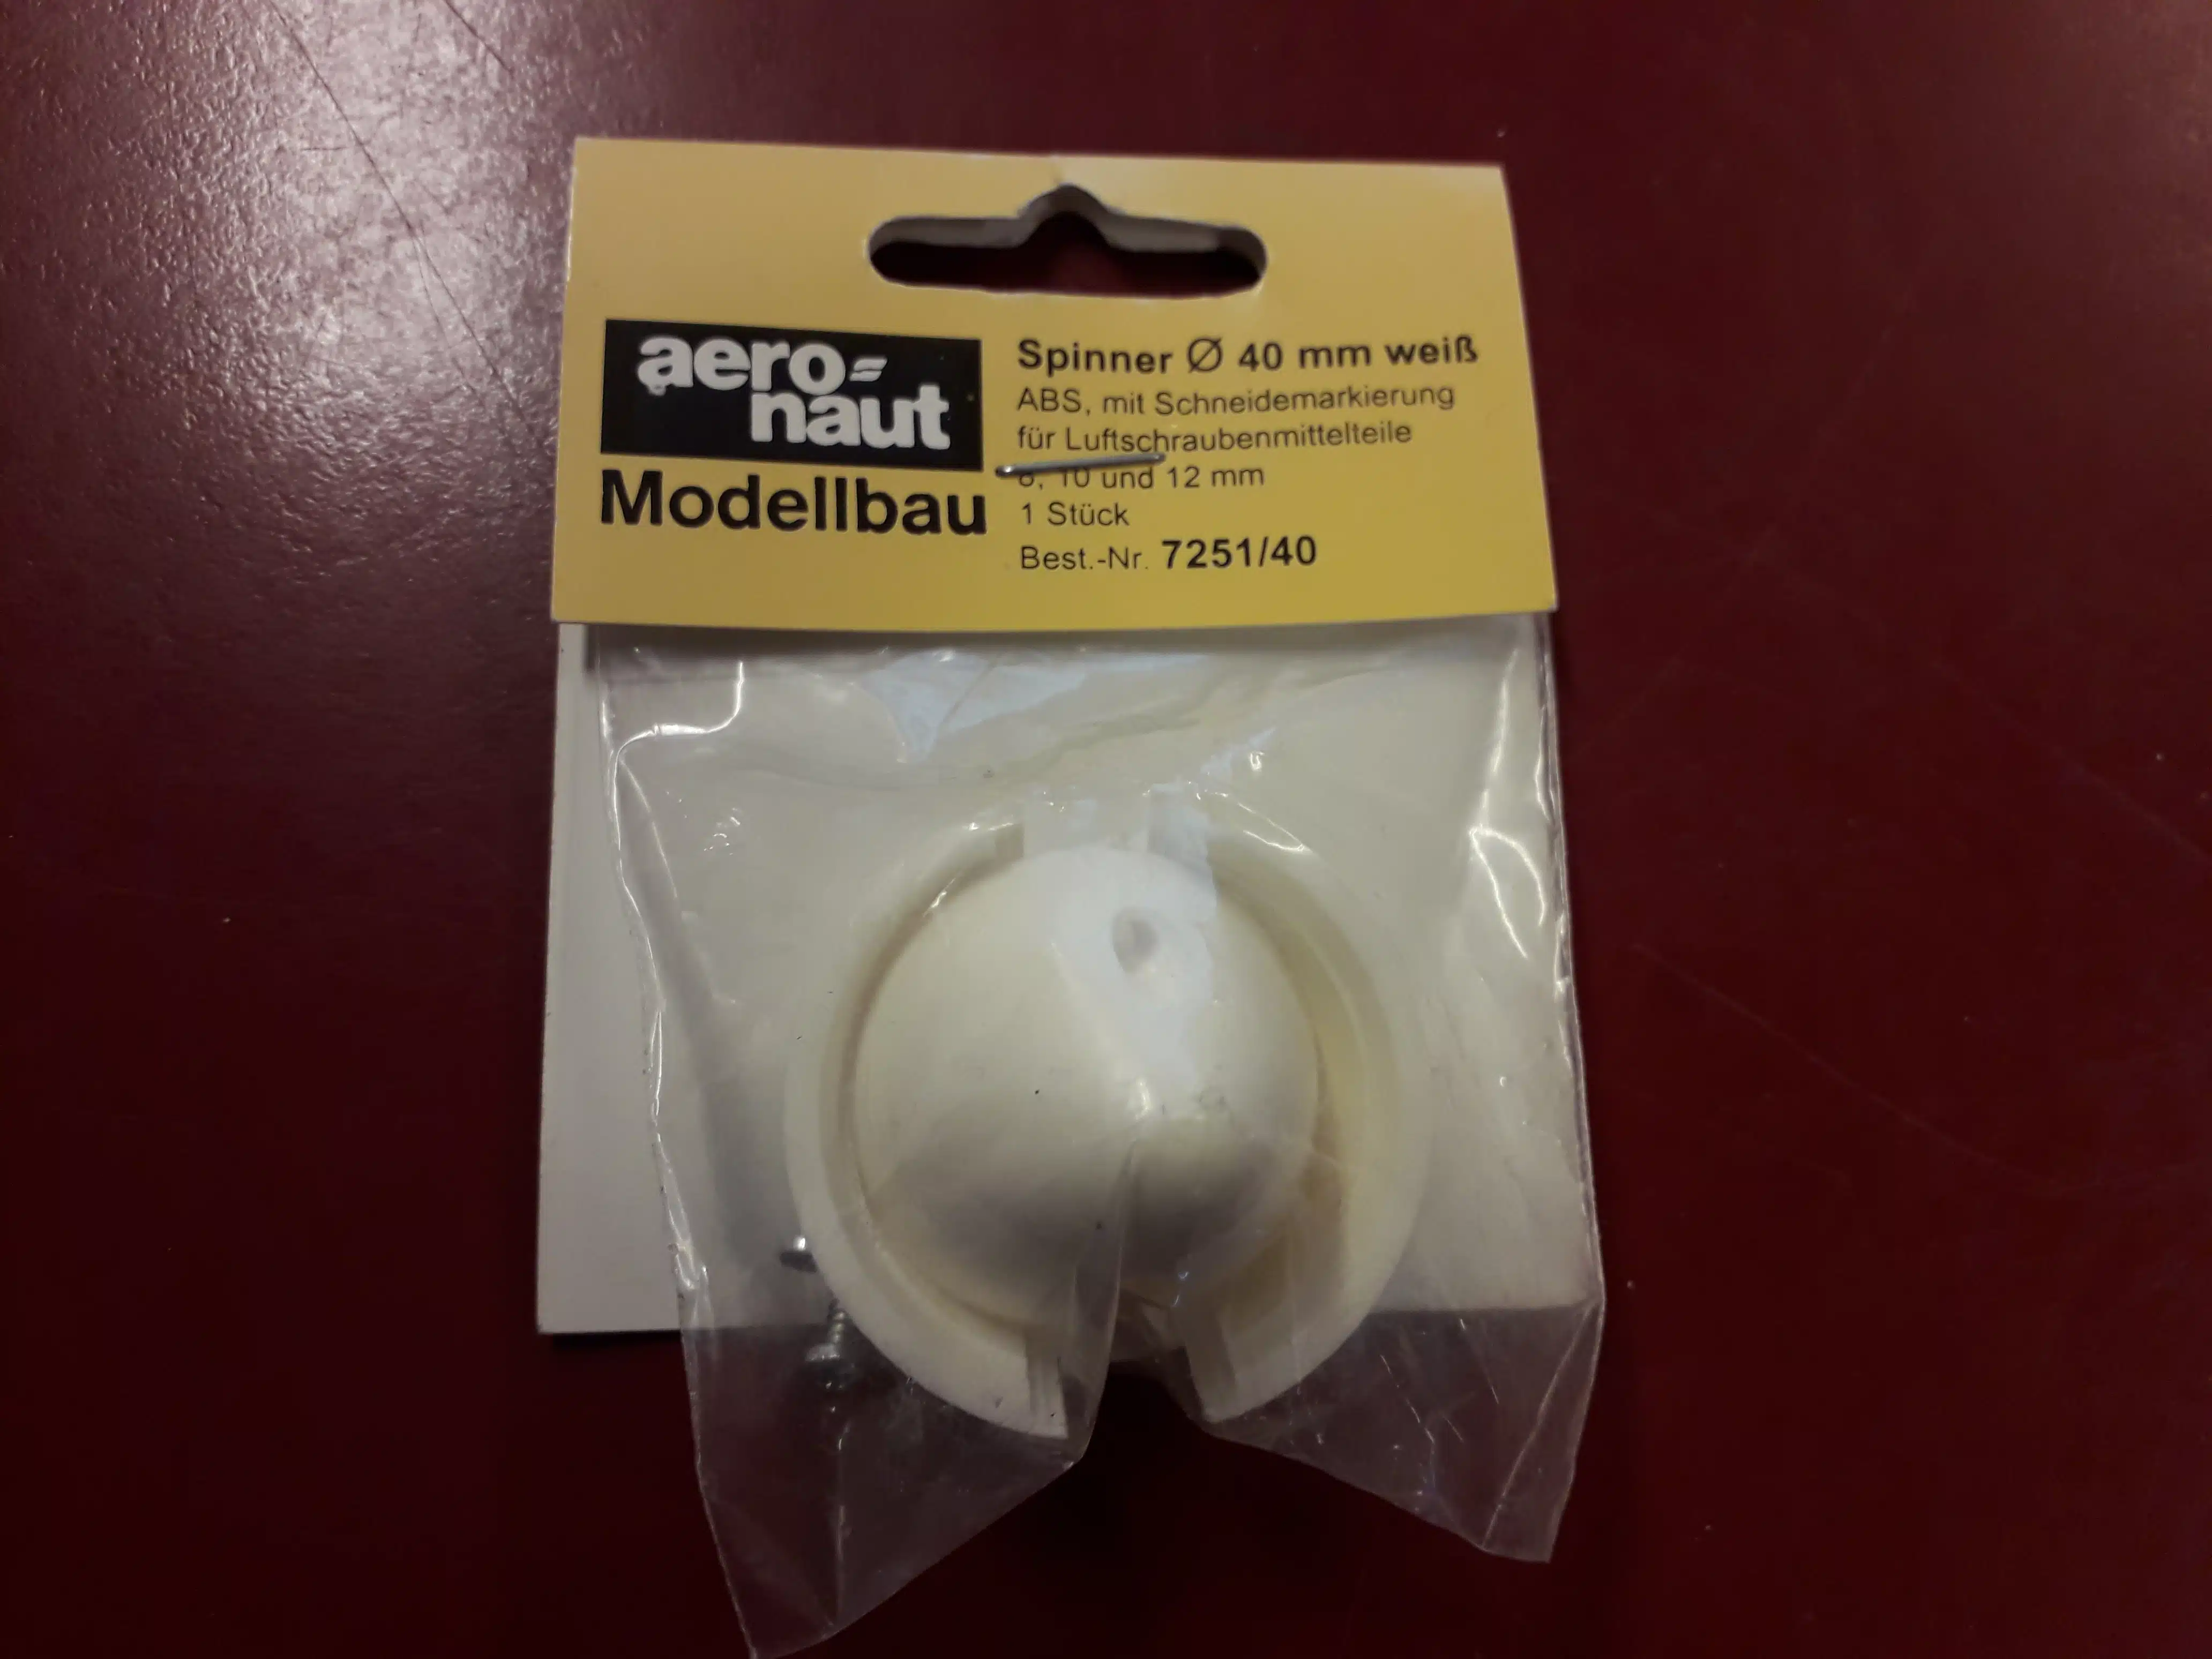 aero
naut
Modellbau
Spinner Ø 40 mm weiß
ABS, mit Schneidemarkierung
für Luftschraubenmittelteile
10 und 12 mm
1 Stück
Best.-Nr. 7251/40